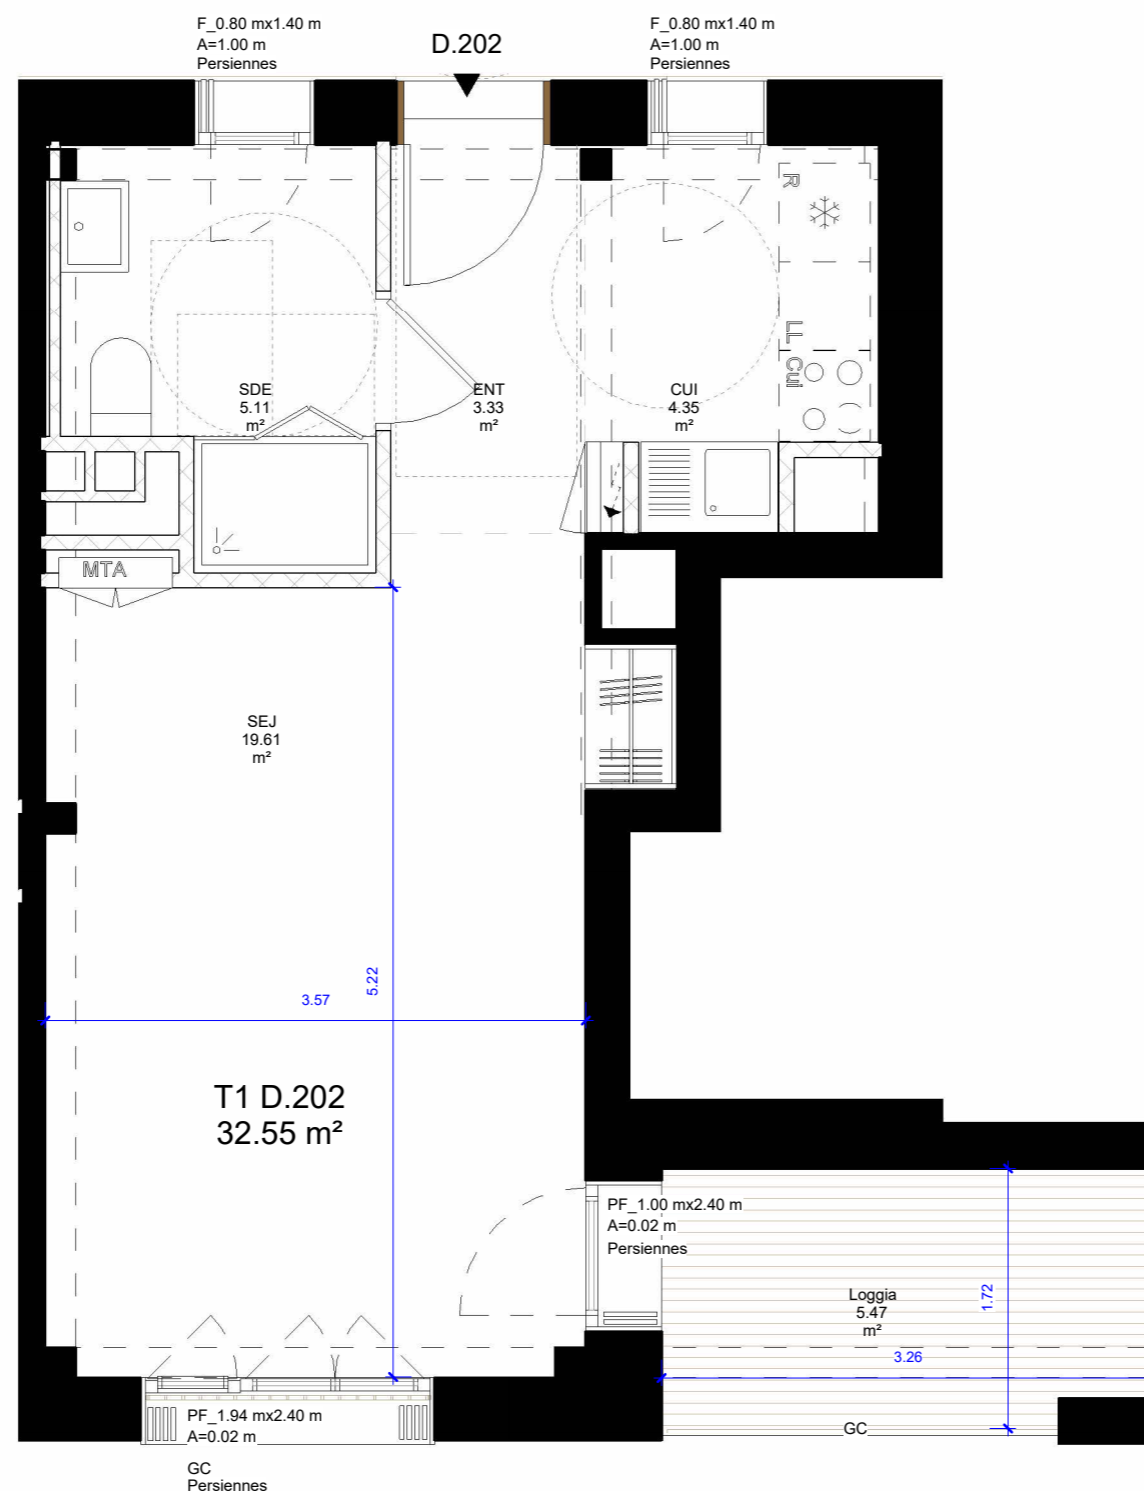 F_0.80 mx1.40 m
A=1.00 m
Persiennes
D.202
F_0.80 mx1.40 m
A=1.00 m
Persiennes
R
LL
Cui
SDE
5.11
m²
ENT
3.33
m²
CUI
4.35
m²
MTA
SEJ
19.61
m²
5.22
3.57
T1 D.202
32.55 m²
PF_1.00 mx2.40 m
A=0.02 m
Persiennes
Loggia
5.47
m²
1.72
3.26
GC
PF_1.94 mx2.40 m
A=0.02 m
GC
Persiennes